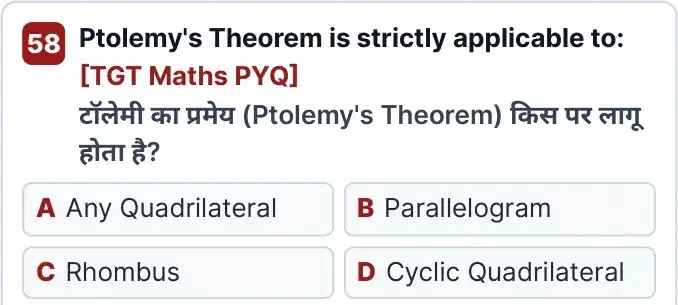 58 Ptolemy's Theorem is strictly applicable to:
[TGT Maths PYQ]
टॉलेमी का प्रमेय (Ptolemy's Theorem) किस पर लागू
होता है?
A Any Quadrilateral B Parallelogram
C Rhombus D Cyclic Quadrilateral